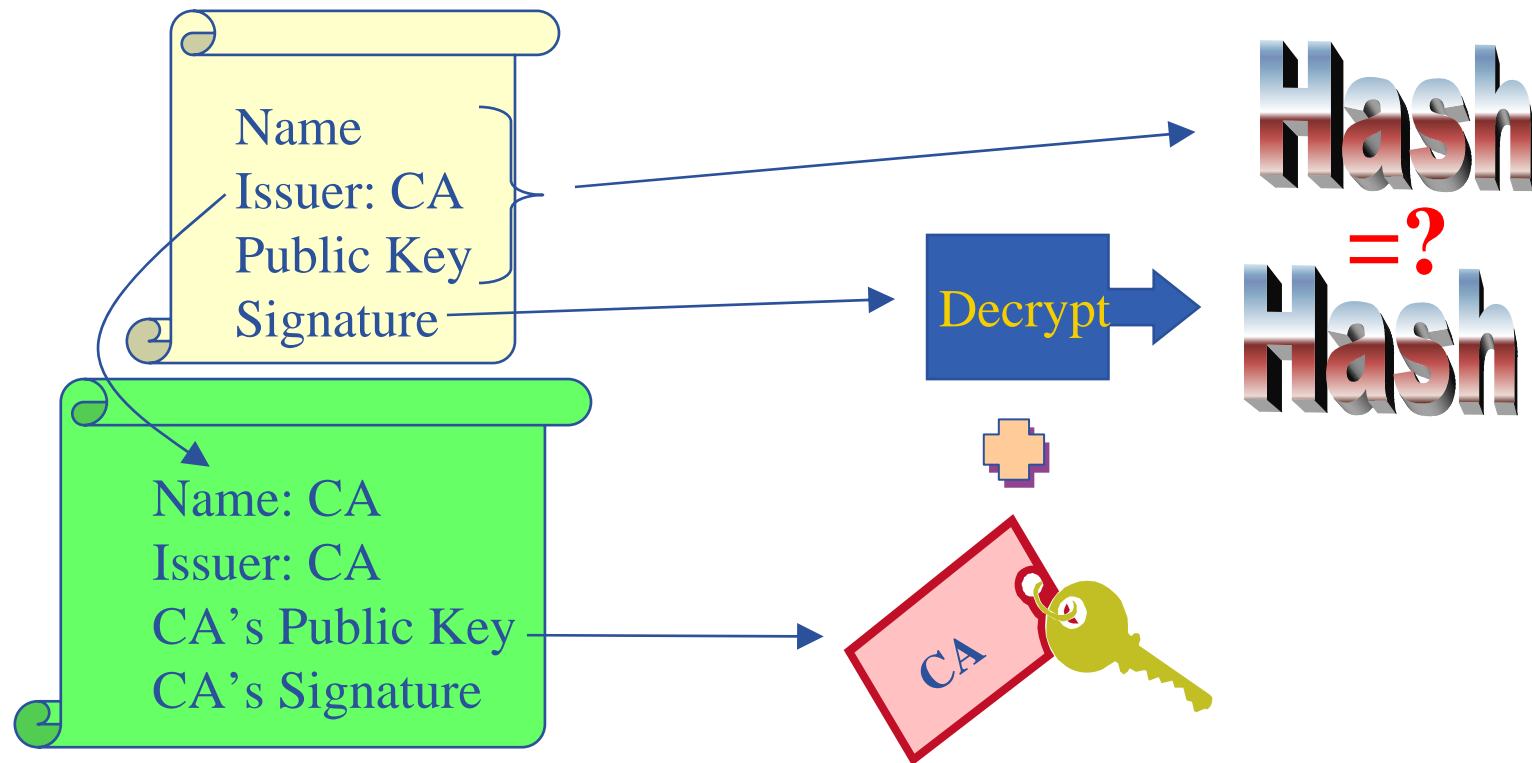 Name
Issuer: CA
Public Key
Signature
Hash
=?
Decrypt
Hash
Name: CA
Issuer: CA
CA’s Public Key
CA’s Signature
CA